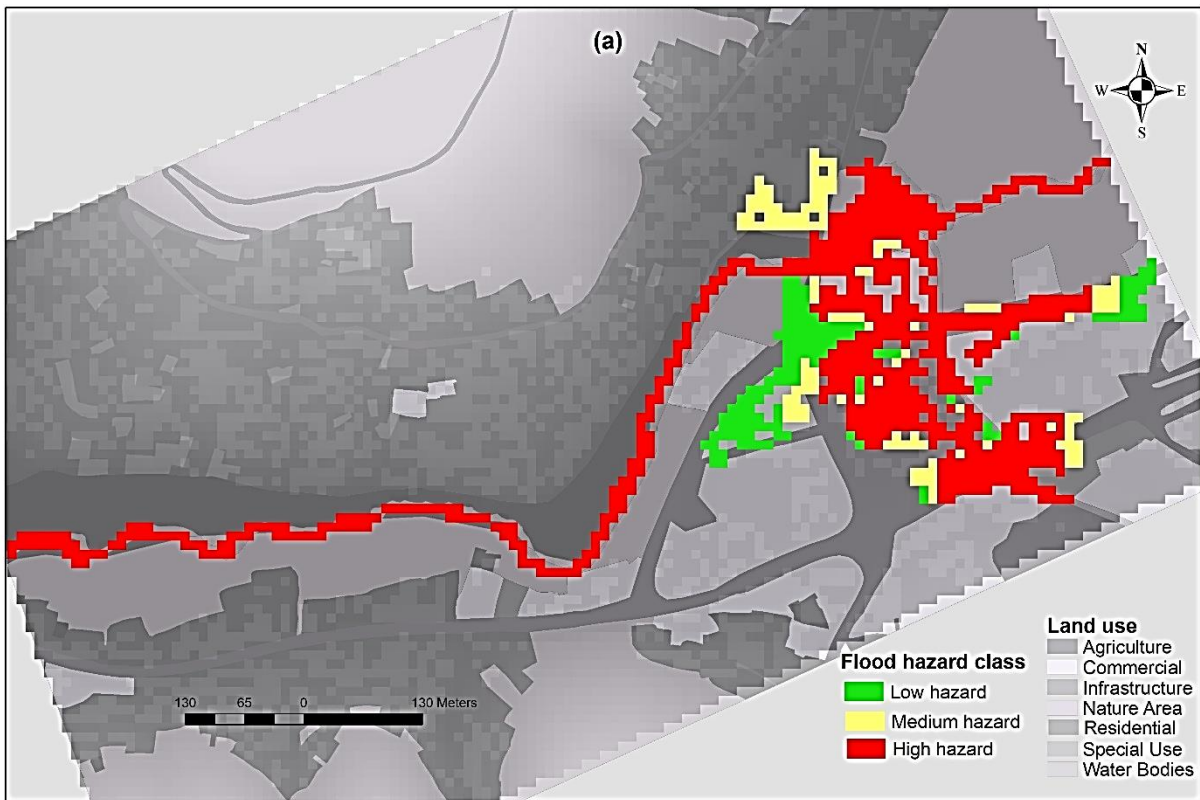 (a)
N
W E
S
130 65 0 130 Meters
Flood hazard class
Low hazard
Medium hazard
High hazard
Land use
Agriculture
Commercial
Infrastructure
Nature Area
Residential
Special Use
Water Bodies